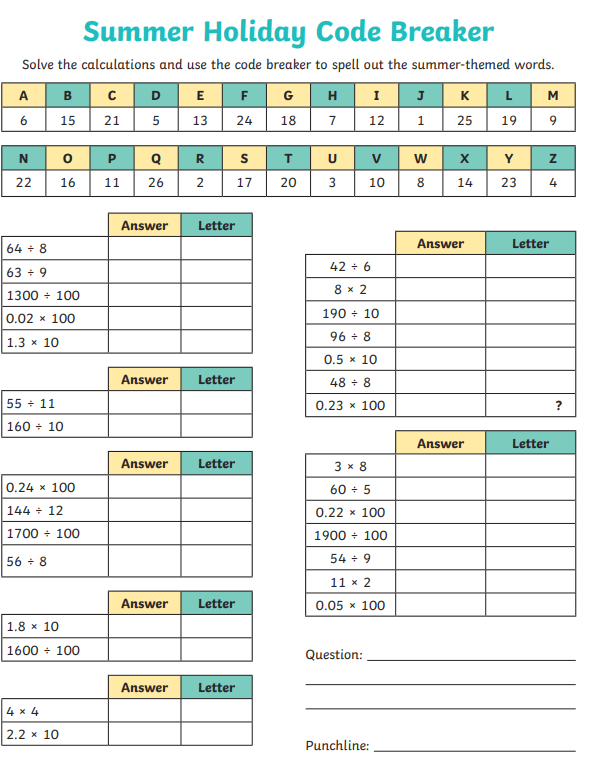 Summer Holiday Code Breaker
Solve the calculations and use the code breaker to spell out the summer-themed words.
A B C D E F G H I J K L M
6 15 21 5 13 24 18 7 12 1 25 19 9
N O P Q R S T U V W X Y Z
22 16 11 26 2 17 20 3 10 8 14 23 4
Answer Letter
64 ÷ 8
63 ÷ 9
1300 ÷ 100
0.02 × 100
1.3 × 10
Answer Letter
55 ÷ 11
160 ÷ 10
Answer Letter
0.24 × 100
144 ÷ 12
1700 ÷ 100
56 ÷ 8
Answer Letter
1.8 × 10
1600 ÷ 100
Answer Letter
4 × 4
2.2 × 10
Answer Letter
42 ÷ 6
8 × 2
190 ÷ 10
96 ÷ 8
0.5 × 10
48 ÷ 8
0.23 × 100 ?
Answer Letter
3 × 8
60 ÷ 5
0.22 × 100
1900 ÷ 100
54 ÷ 9
11 × 2
0.05 × 100
Question:
Punchline: